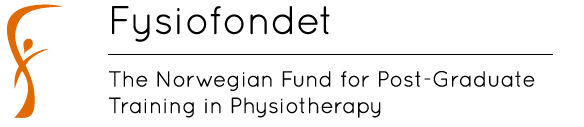 Fysiofondet
The Norwegian Fund for Post-Graduate
Training in Physiotherapy